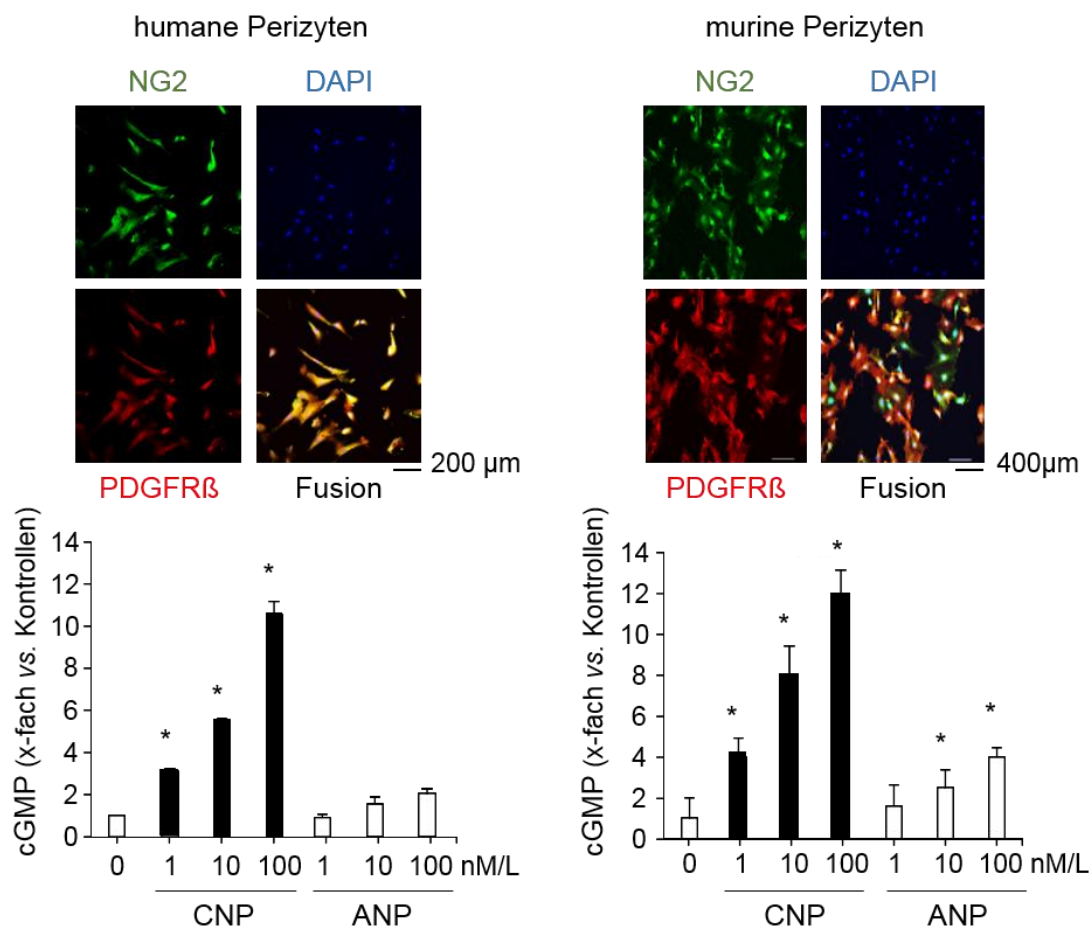 humane Perizyten
NG2 DAPI
PDGFRß Fusion
200 µm
cGMP (x-fach vs. Kontrollen)
14
12
10
8
6
4
2
0
* * *
0 1 10 100 1 10 100 nM/L
CNP ANP
murine Perizyten
NG2 DAPI
PDGFRß Fusion
400µm
cGMP (x-fach vs. Kontrollen)
14
12
10
8
6
4
2
0
* * * * *
0 1 10 100 1 10 100 nM/L
CNP ANP